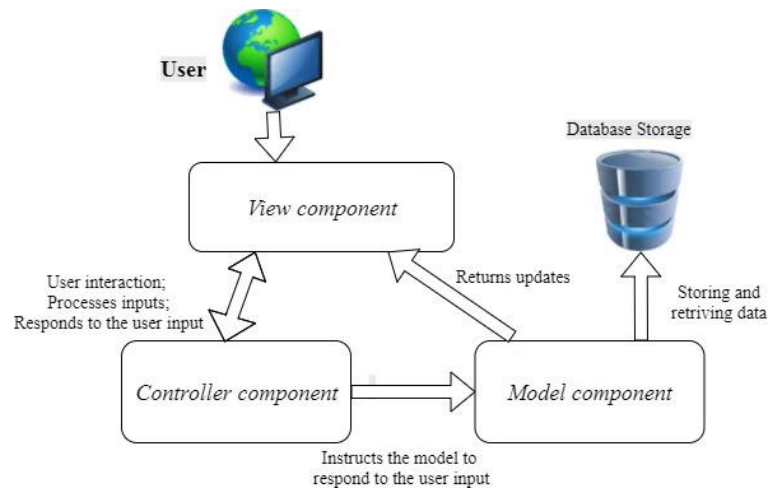 User
Database Storage
View component
User interaction;
Processes inputs;
Responds to the user input
Returns updates
Storing and
retriving data
Controller component
Model component
Instructs the model to
respond to the user input